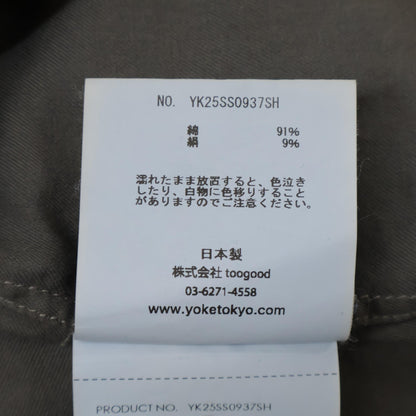 NO. YK25SS0937SH
綿 91%
絹 9%
濡れたまま放置すると、色泣き
したり、白物に色移りすること
がありますのでご注意ください。
日本製
株式会社 toogood
03-6271-4558
www.yoketokyo.com
PRODUCT NO. YK25SS0937SH